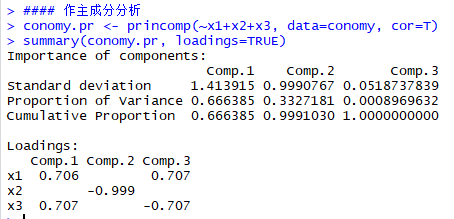 > #### 作主成分分析
> conomy.pr <- princomp(~x1+x2+x3, data=conomy, cor=T)
> summary(conomy.pr, loadings=TRUE)
Importance of components:
                         Comp.1    Comp.2       Comp.3
Standard deviation     1.413915 0.9990767 0.0518737839
Proportion of Variance 0.666385 0.3327181 0.0008969632
Cumulative Proportion  0.666385 0.9991030 1.0000000000

Loadings:
   Comp.1 Comp.2 Comp.3
x1  0.706         0.707
x2        -0.999
x3  0.707        -0.707
>